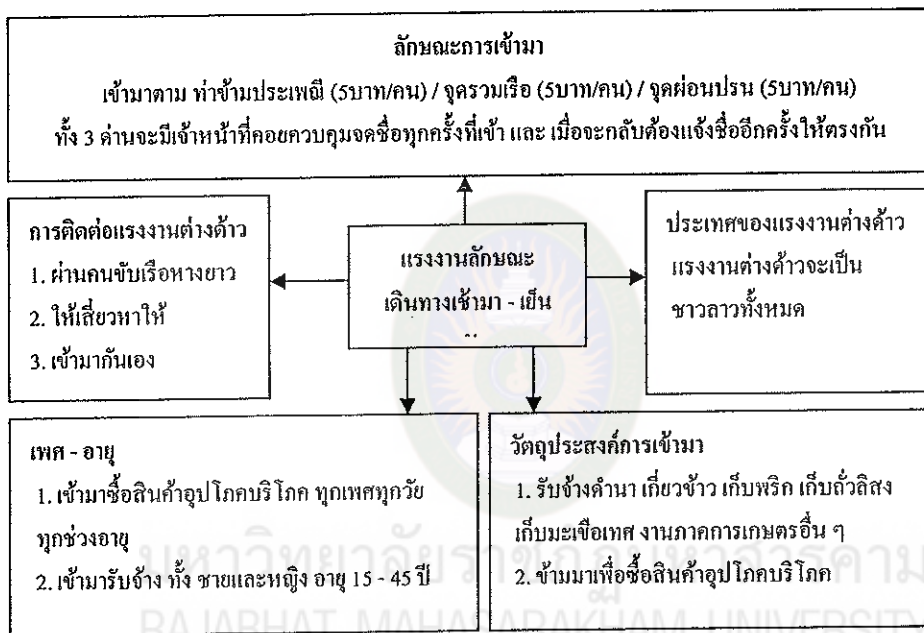 ลักษณะการเข้ามา
เข้ามาตาม ท่าข้ามประเพณี (5บาท/คน) / จุดรวมเรือ (5บาท/คน) / จุดผ่อนปรน (5บาท/คน)
ทั้ง 3 ด่านจะมีเจ้าหน้าที่คอยควบคุมจดชื่อทุกครั้งที่เข้า และ เมื่อจะกลับต้องแจ้งชื่ออีกครั้งให้ตรงกัน
การติดต่อแรงงานต่างด้าว
1. ผ่านคนขับเรือหางยาว
2. ให้เสี่ยวหาให้
3. เข้ามากันเอง
แรงงานลักษณะ
เดินทางเช้ามา - เย็น
ประเทศของแรงงานต่างด้าว
แรงงานต่างด้าวจะเป็น
ชาวลาวทั้งหมด
เพศ - อายุ
1. เข้ามาซื้อสินค้าอุปโภคบริโภค ทุกเพศทุกวัย
ทุกช่วงอายุ
2. เข้ามารับจ้าง ทั้ง ชายและหญิง อายุ 15 - 45 ปี
วัตถุประสงค์การเข้ามา
1. รับจ้างดำนา เกี่ยวข้าว เก็บพริก เก็บถั่วลิสง
เก็บมะเขือเทศ งานภาคการเกษตรอื่น ๆ
2. ข้ามมาเพื่อซื้อสินค้าอุปโภคบริโภค
มหาวิทยาลัยราชภัฏมหาสารคาม
RAJABHAT MAHASARAKHAM UNIVERSITY